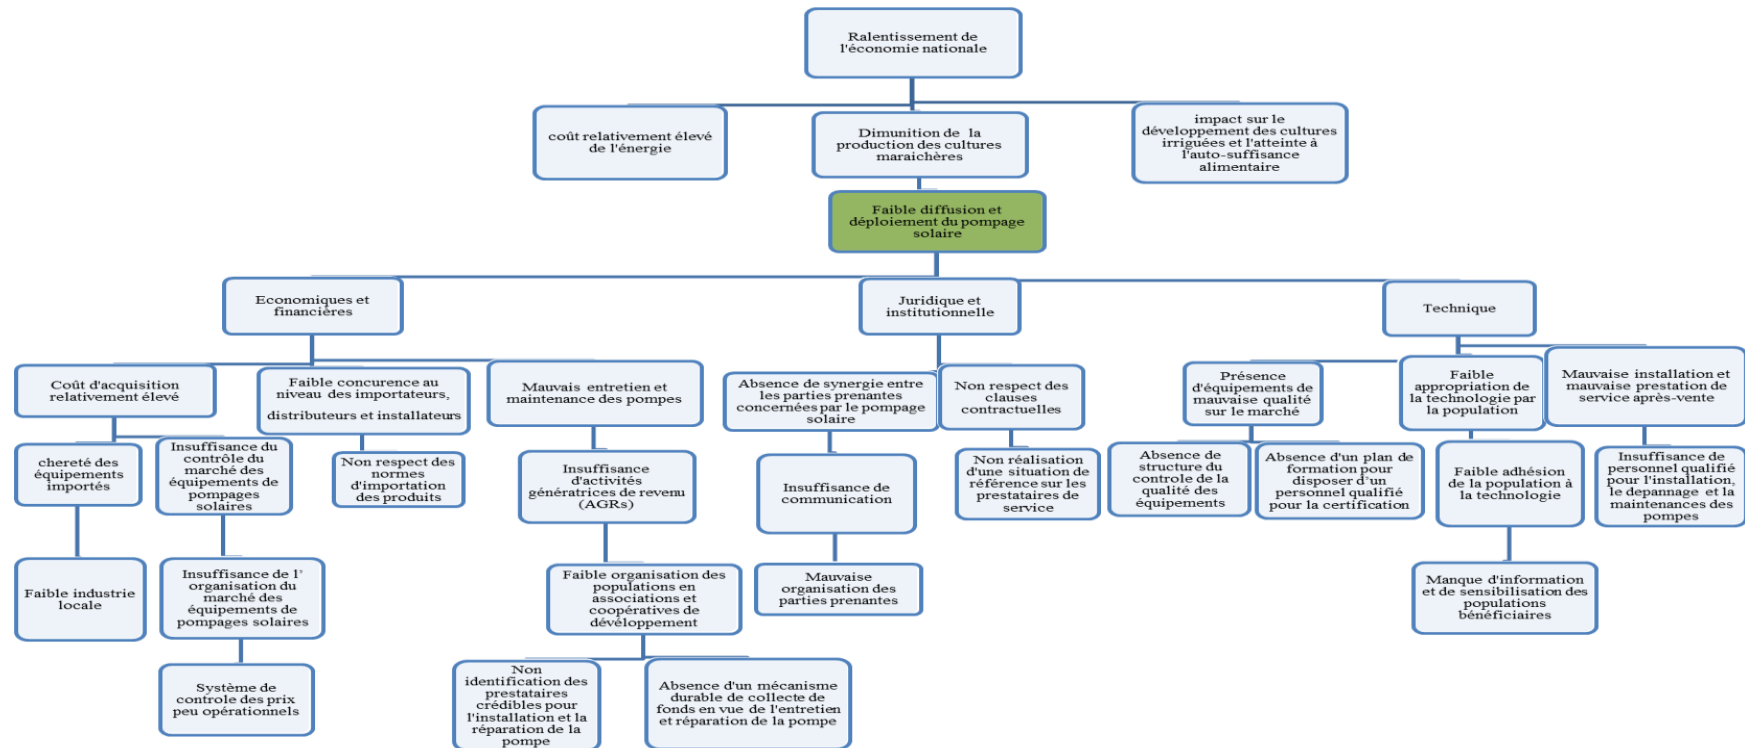 Ralentissement de
l'économie nationale
coût relativement élevé
de l'énergie
Dimunition de la
production des cultures
maraichères
impact sur le
développement des cultures
irriguées et l'atteinte à
l'auto-suffisance
alimentaire
Faible diffusion et
déploiement du pompage
solaire
Economiques et
financières
Juridique et
institutionnelle
Technique
Coût d'acquisition
relativement élevé
Faible concurence au
niveau des importateurs,
distributeurs et installateurs
Mauvais entretien et
maintenance des pompes
Absence de synergie entre
les parties prenantes
concernées par le pompage
solaire
Non respect des
clauses
contractuelles
Présence
d'équipements de
mauvaise qualité
sur le marché
Faible
appropriation de
la technologie par
la population
Mauvaise installation et
mauvaise prestation de
service après-vente
chereté des
équipements
importés
Insuffisance du
contrôle du
marché des
équipements de
pompages
solaires
Non respect des
normes
d'importation
des produits
Insuffisance
d'activités
génératrices de revenu
(AGRs)
Insuffisance de
communication
Non réalisation
d'une situation de
référence sur les
prestataires de
service
Absence de
structure du
controle de la
qualité des
équipements
Absence d'un plan de
formation pour
disposer d'un
personnel qualifié
pour la certification
Faible adhésion
de la population à
la technologie
Insuffisance de
personnel qualifié
pour l'installation,
le depannage et la
maintenances des
pompes
Faible industrie
locale
Insuffisance de l'
organisation du
marché des
équipements de
pompages solaires
Faible organisation des
populations en
associations et
coopératives de
dévéloppement
Mauvaise
organisation des
parties prenantes
Manque d'information
et de sensibilisation des
populations
bénéficiaires
Système de
controle des prix
peu opérationnels
Non
identification des
prestataires
crédibles pour
l'installation et la
réparation de la
pompe
Absence d'un mécanisme
durable de collecte de
fonds en vue de l'entretien
et réparation de la pompe